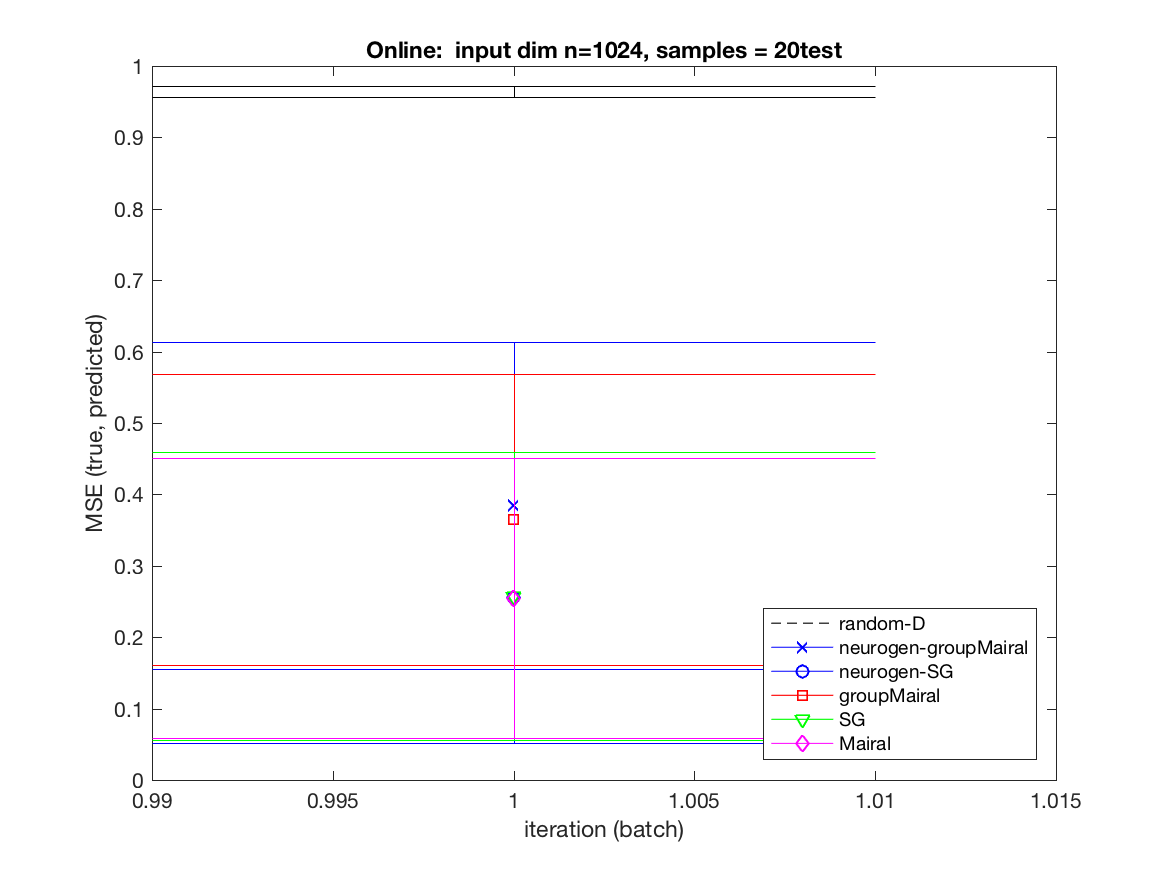 Online:  input dim n=1024, samples = 20test
1
0.9
0.8
0.7
0.6
0.5
0.4
0.3
0.2
0.1
0
MSE (true, predicted)
random-D
neurogen-groupMairal
neurogen-SG
groupMairal
SG
Mairal
0.99 0.995 1 1.005 1.01 1.015
iteration (batch)